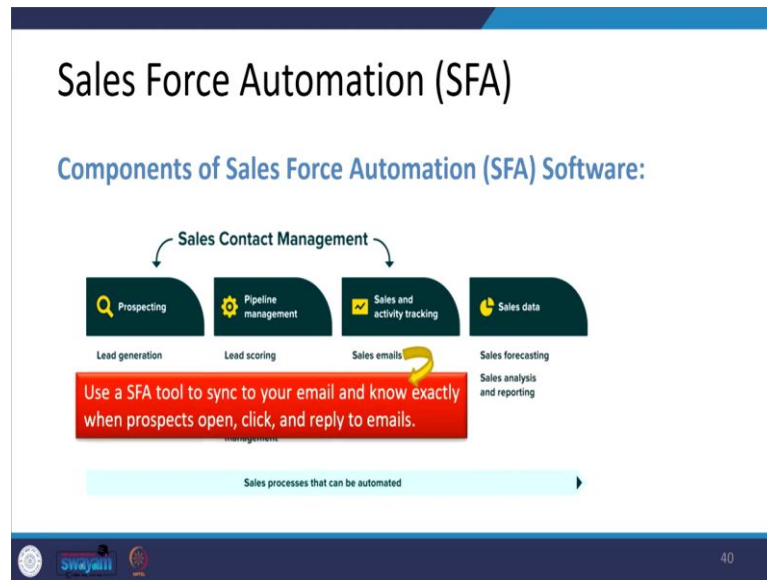 Sales Force Automation (SFA)
Components of Sales Force Automation (SFA) Software:
Sales Contact Management
Prospecting
Pipeline
management
Sales and
activity tracking
Sales data
Lead generation
Lead scoring
Sales emails
Sales forecasting
Sales analysis
and reporting
Use a SFA tool to sync to your email and know exactly
when prospects open, click, and reply to emails.
management
Sales processes that can be automated
swayam
40